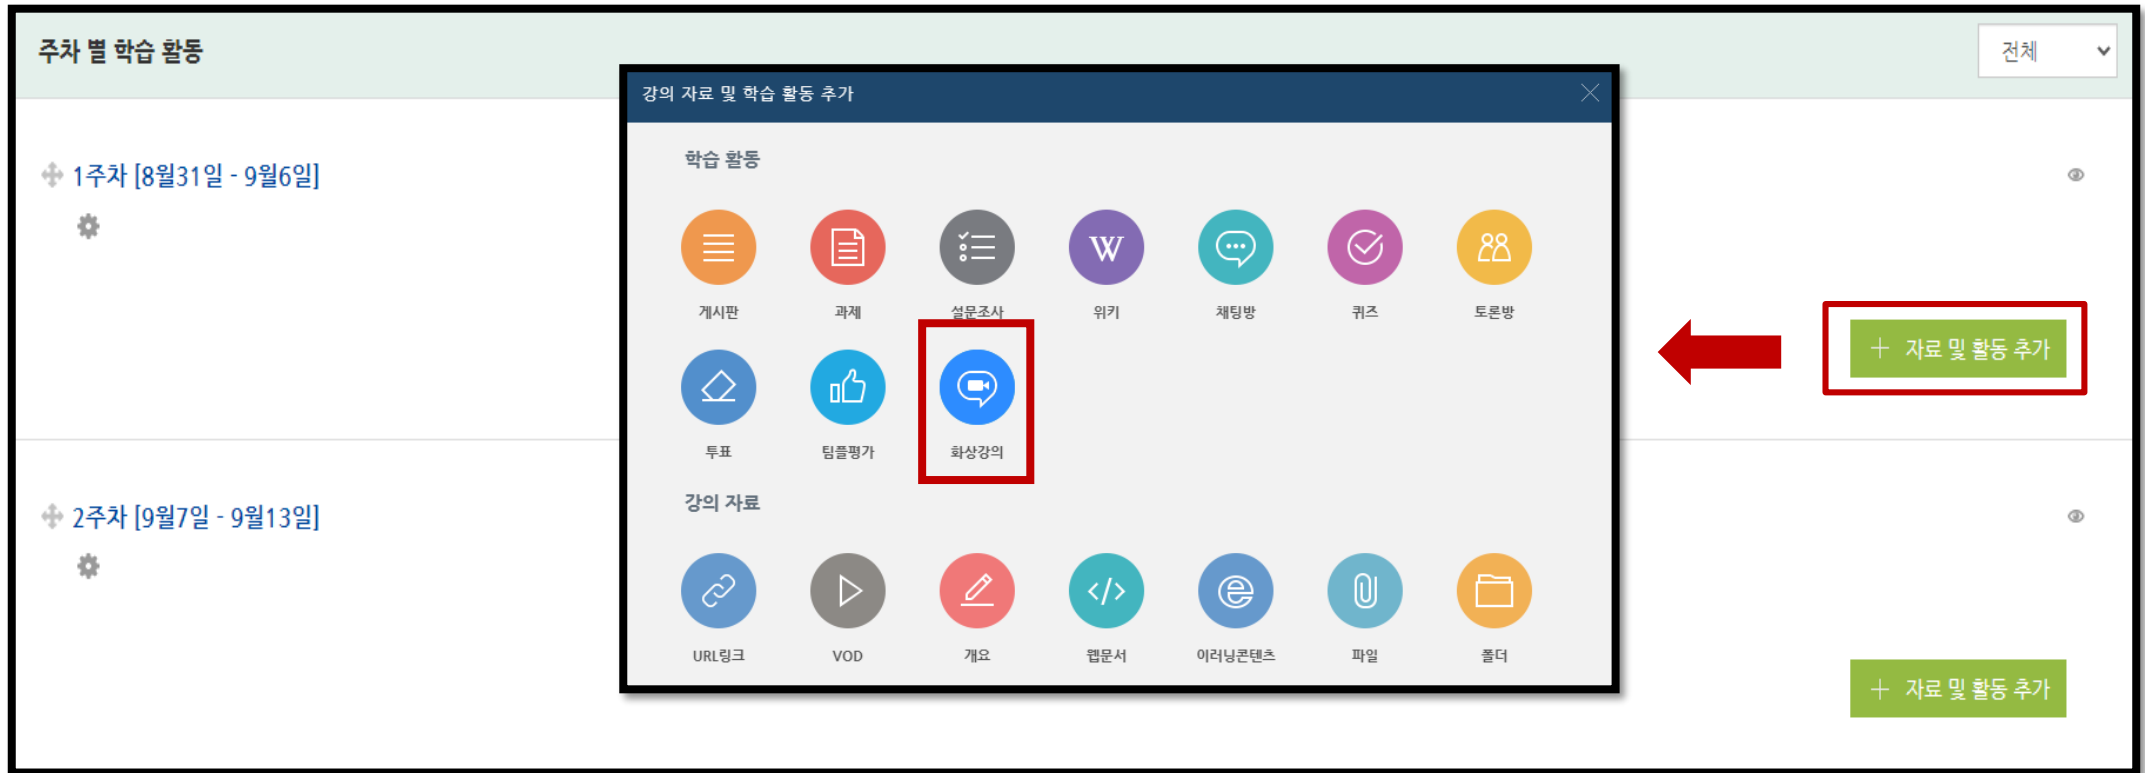 주차 별 학습 활동
전체
강의 자료 및 학습 활동 추가
학습 활동
1주차 [8월31일 - 9월6일]
W
게시판 과제 설문조사 위키 채팅방 퀴즈 토론방
+ 자료 및 활동 추가
투표 팀플평가 화상강의
강의 자료
2주차 [9월7일 - 9월13일]
</>
URL링크 VOD 개요 웹문서 이러닝콘텐츠 파일 폴더
+ 자료 및 활동 추가